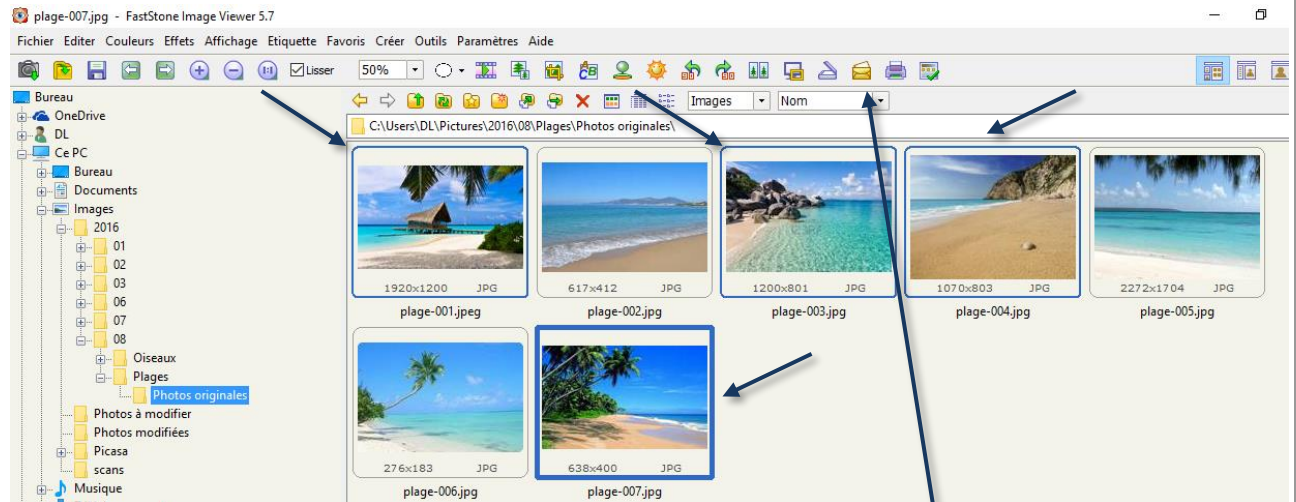 plage-007.jpg - FastStone Image Viewer 5.7
Fichier Editer Couleurs Effets Affichage Etiquette Favoris Créer Outils Paramètres Aide
1:1 Lisser 50% CB
Bureau
OneDrive
DL
Ce PC
Bureau
Documents
Images
2016
01
02
03
06
07
08
Oiseaux
Plages
Photos originales
Photos à modifier
Photos modifiées
Picasa
scans
Musique
Images Nom
C:\Users\DL\Pictures\2016\08\Plages\Photos originales\
1920x1200 JPG 617x412 JPG 1200x801 JPG 1070x803 JPG 2272x1704 JPG
plage-001.jpeg plage-002.jpg plage-003.jpg plage-004.jpg plage-005.jpg
276x183 JPG 638x400 JPG
plage-006.jpg plage-007.jpg